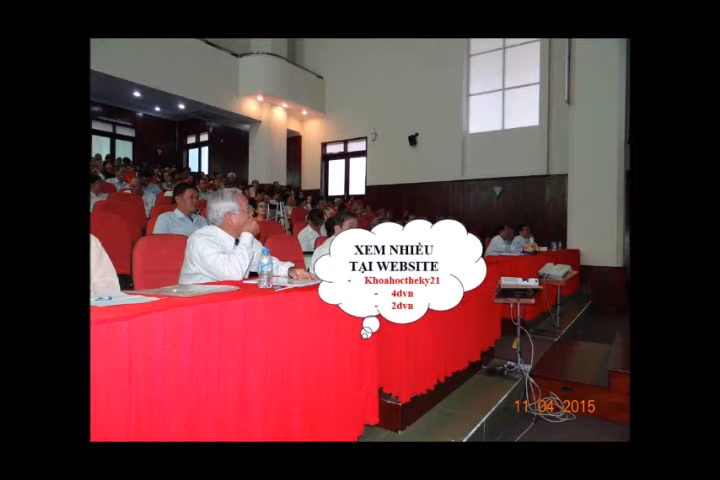 XEM NHIỀU
TẠI WEBSITE
- Khoahoctheky21
- 4dvn
- 2dvn
11 04 2015